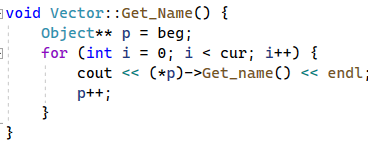 void Vector::Get_Name() {
    Object** p = beg;
    for (int i = 0; i < cur; i++) {
        cout << (*p)->Get_name() << endl;
        p++;
    }
}